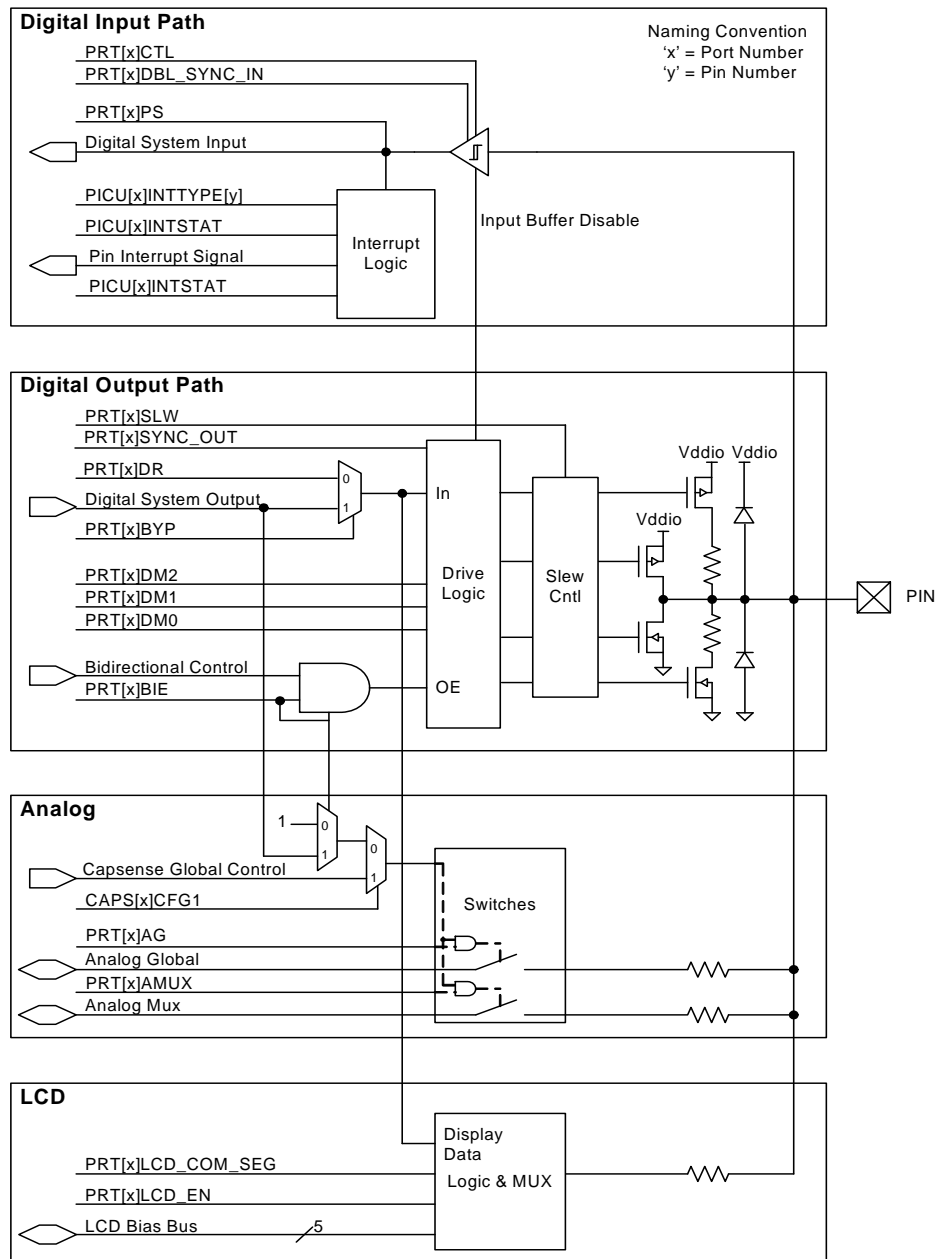 Digital Input Path
Naming Convention
‘x’ = Port Number
‘y’ = Pin Number
PRT[x]CTL
PRT[x]DBL_SYNC_IN
PRT[x]PS
Digital System Input
PICU[x]INTTYPE[y]
PICU[x]INTSTAT
Pin Interrupt Signal
PICU[x]INTSTAT
Interrupt
Logic
Input Buffer Disable
Digital Output Path
PRT[x]SLW
PRT[x]SYNC_OUT
PRT[x]DR
Digital System Output
PRT[x]BYP
0
1
PRT[x]DM2
PRT[x]DM1
PRT[x]DM0
Bidirectional Control
PRT[x]BIE
In
Drive
Logic
OE
Slew
Cntl
Vddio
Vddio
Vddio
PIN
Analog
1
0
1
0
1
Capsense Global Control
CAPS[x]CFG1
PRT[x]AG
Analog Global
PRT[x]AMUX
Analog Mux
Switches
LCD
PRT[x]LCD_COM_SEG
PRT[x]LCD_EN
LCD Bias Bus
5
Display
Data
Logic & MUX